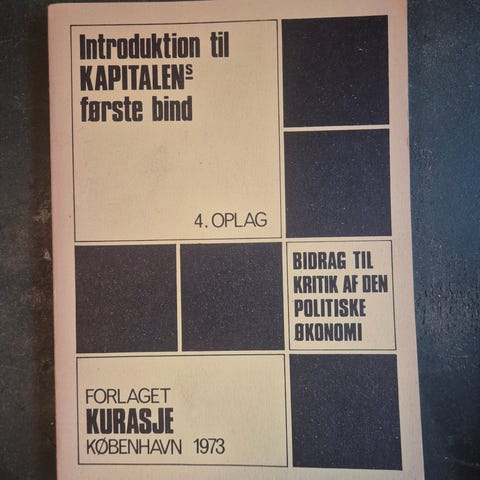 Introduktion til
KAPITALENs
første bind
4. OPLAG
BIDRAG TIL
KRITIK AF DEN
POLITISKE
ØKONOMI
FORLAGET
KURASJE
KØBENHAVN 1973